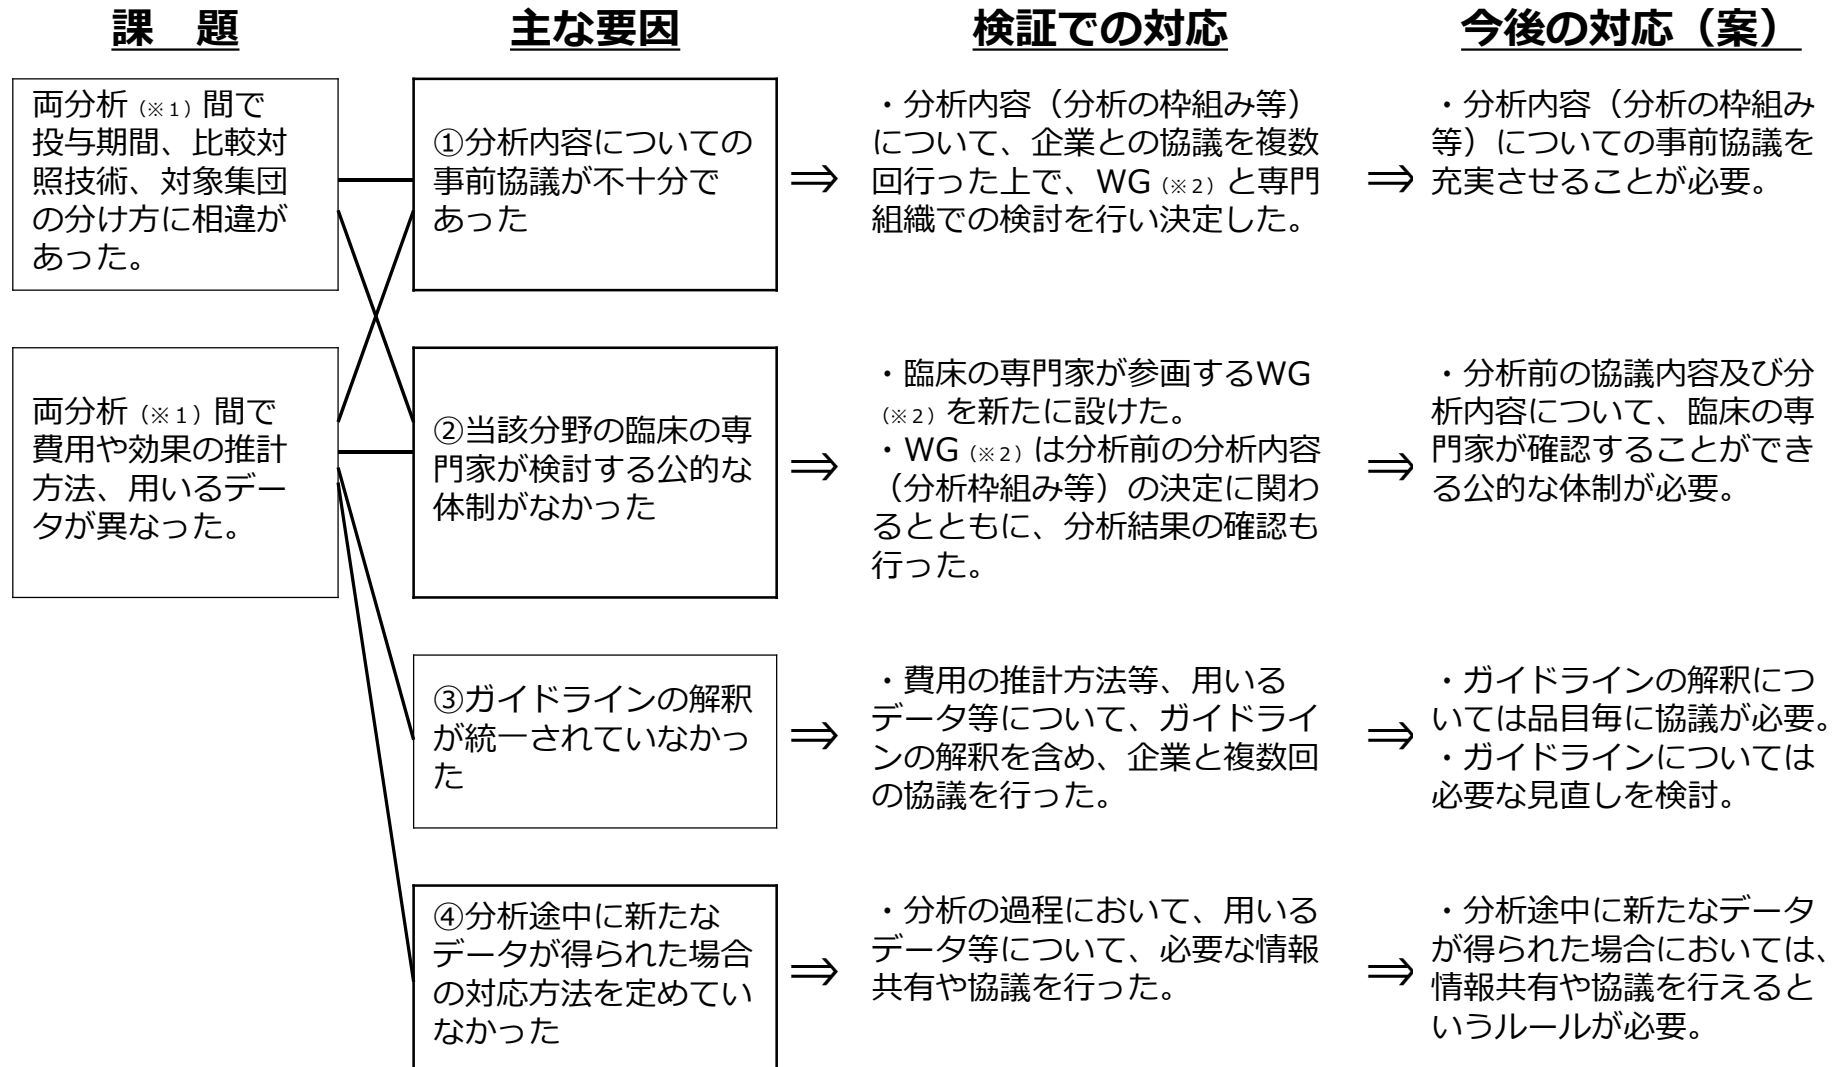 課　題
主な要因
検証での対応
今後の対応（案）
両分析（※１）間で
投与期間、比較対
照技術、対象集団
の分け方に相違が
あった。
①分析内容についての
事前協議が不十分で
あった
⇒
・分析内容（分析の枠組み等）
について、企業との協議を複数
回行った上で、WG（※２）と専門
組織での検討を行い決定した。
⇒
・分析内容（分析の枠組み
等）についての事前協議を
充実させることが必要。
両分析（※１）間で
費用や効果の推計
方法、用いるデー
タが異なった。
②当該分野の臨床の専
門家が検討する公的な
体制がなかった
⇒
・臨床の専門家が参画するWG
（※２）を新たに設けた。
・WG（※２）は分析前の分析内容
（分析枠組み等）の決定に関わ
るとともに、分析結果の確認も
行った。
⇒
・分析前の協議内容及び分
析内容について、臨床の専
門家が確認することができ
る公的な体制が必要。
③ガイドラインの解釈
が統一されていなかっ
た
⇒
・費用の推計方法等、用いる
データ等について、ガイドライ
ンの解釈を含め、企業と複数回
の協議を行った。
⇒
・ガイドラインの解釈につ
いては品目毎に協議が必要。
・ガイドラインについては
必要な見直しを検討。
④分析途中に新たな
データが得られた場合
の対応方法を定めてい
なかった
⇒
・分析の過程において、用いる
データ等について、必要な情報
共有や協議を行った。
⇒
・分析途中に新たなデータ
が得られた場合においては、
情報共有や協議を行えると
いうルールが必要。